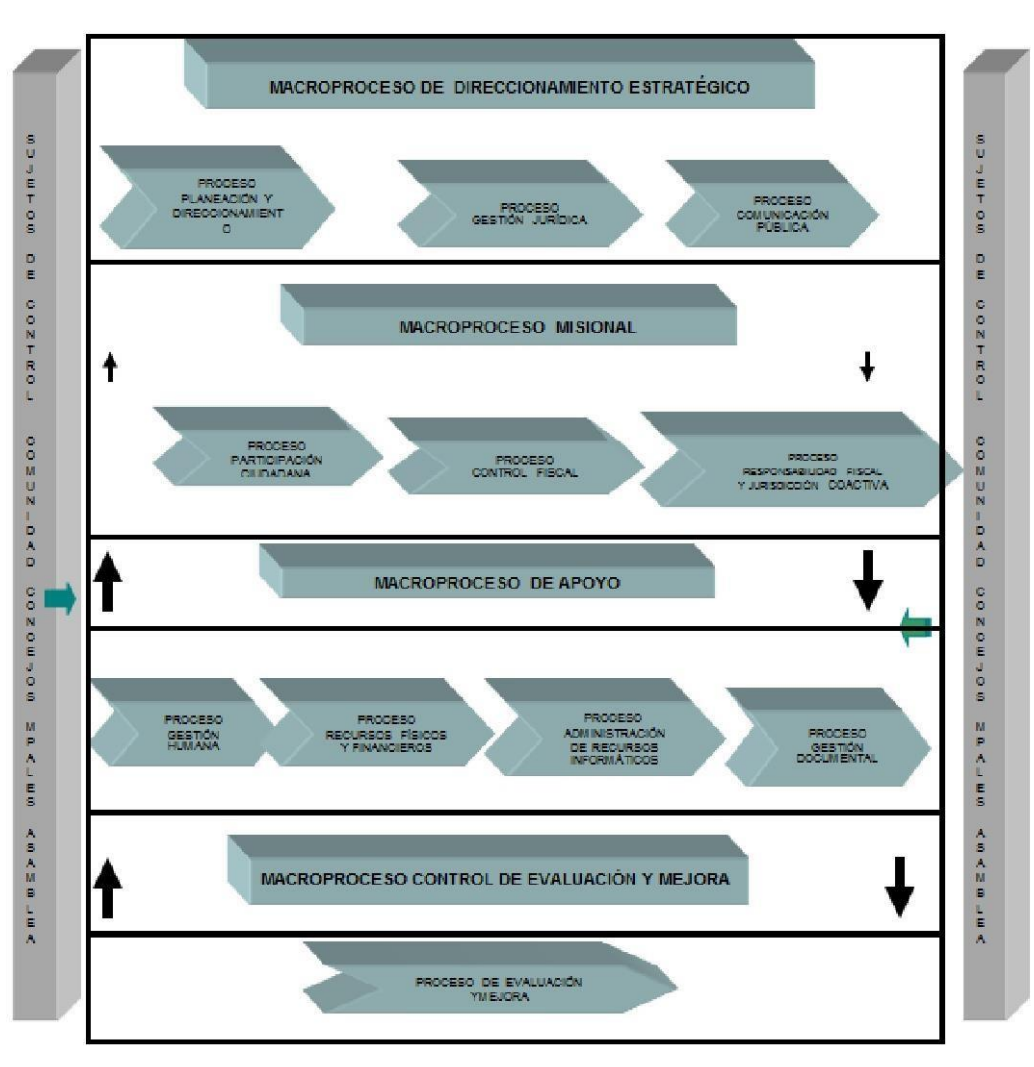 SUJETOS DE CONTROL COMUNIDAD CONCEJOS MPALES ASAMBLEA
MACROPROCESO DE DIRECCIONAMIENTO ESTRATÉGICO
PROCESO
PLANEACIÓN Y
DIRECCIONAMIENT
O
PROCESO
GESTIÓN JURÍDICA
PROCESO
COMUNICACIÓN
PÚBLICA
MACROPROCESO MISIONAL
PROCESO
PARTICIPACIÓN
CIUDADANA
PROCESO
CONTROL FISCAL
PROCESO
RESPONSABILIDAD FISCAL
Y JURISDICCIÓN COACTIVA
MACROPROCESO DE APOYO
PROCESO
GESTIÓN
HUMANA
PROCESO
RECURSOS FÍSICOS
Y FINANCIEROS
PROCESO
ADMINISTRACIÓN
DE RECURSOS
INFORMÁTICOS
PROCESO
GESTIÓN
DOCUMENTAL
MACROPROCESO CONTROL DE EVALUACIÓN Y MEJORA
PROCESO DE EVALUACIÓN
YMEJORA
SUJETOS DE CONTROL COMUNIDAD CONCEJOS MPALES ASAMBLEA